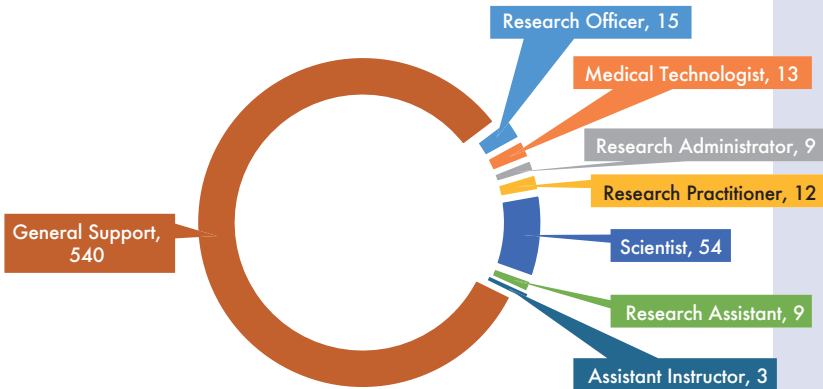 Research Officer, 15
Medical Technologist, 13
Research Administrator, 9
Research Practitioner, 12
General Support,
540
Scientist, 54
Research Assistant, 9
Assistant Instructor, 3